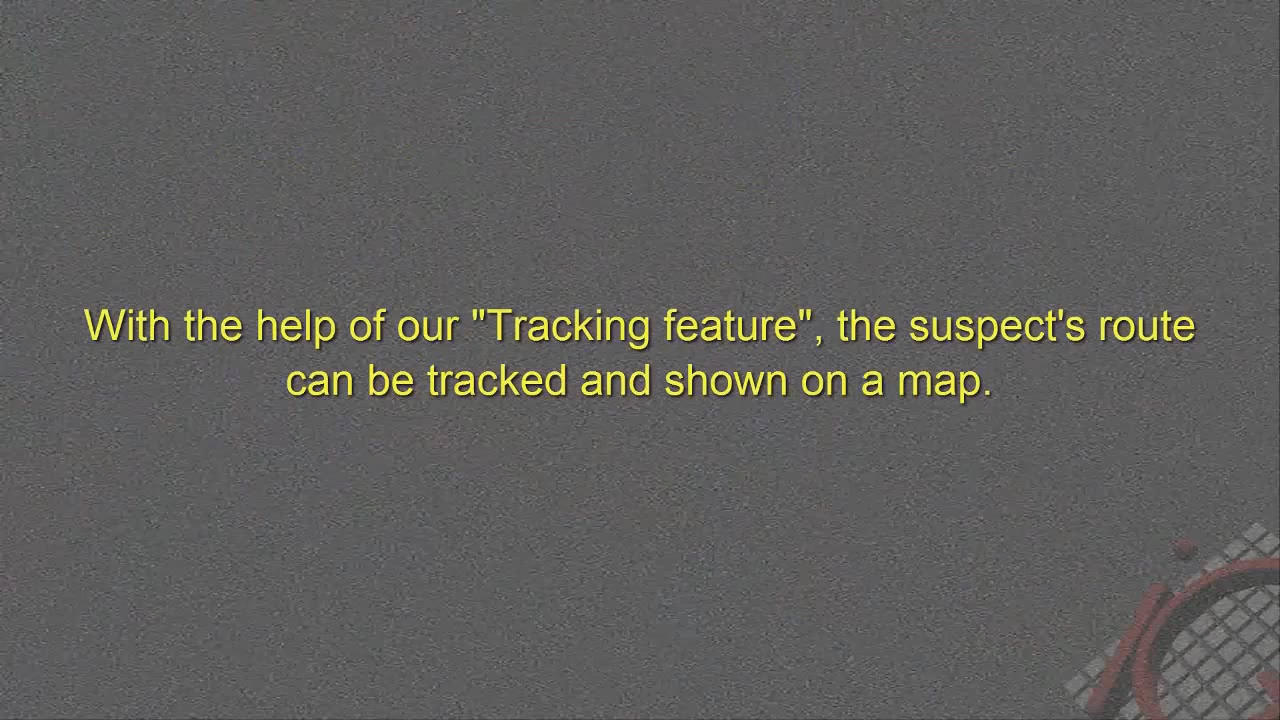 With the help of our "Tracking feature", the suspect's route
can be tracked and shown on a map.